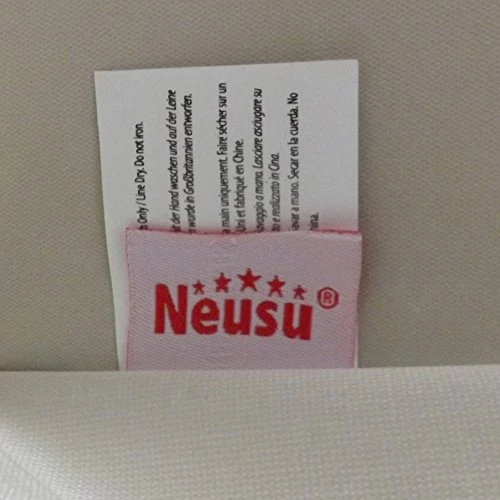 Only / Line Dry. Do not iron.
der Hand waschen und auf der Leine
wurde in Großbritannien entworfen.
main uniquement. Faire sécher sur un
Uni et fabriqué en Chine.
avaggio a mano. Lasciare asciugare su
to e realizzato in Cina.
avar a mano. Secar en la cuerda. No
hina.
Neusu®